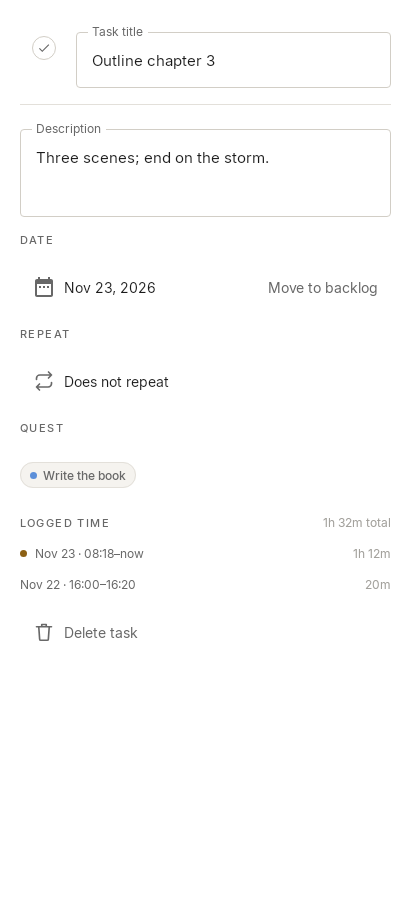 Task title
Outline chapter 3
Description
Three scenes; end on the storm.
DATE
Nov 23, 2026 Move to backlog
REPEAT
Does not repeat
QUEST
Write the book
LOGGED TIME 1h 32m total
Nov 23 · 08:18–now 1h 12m
Nov 22 · 16:00–16:20 20m
Delete task